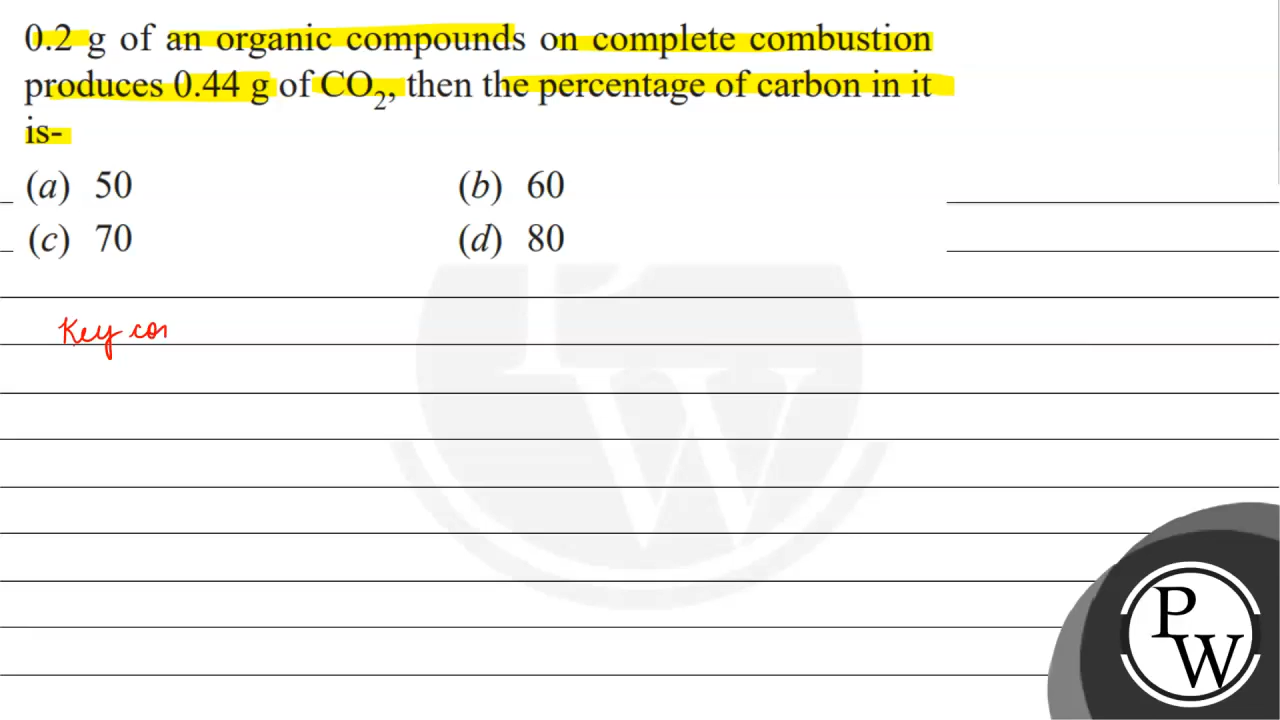 0.2 g of an organic compounds on complete combustion
produces 0.44 g of CO₂, then the percentage of carbon in it
is-
(a) 50 (b) 60
(c) 70 (d) 80
Key con
PW